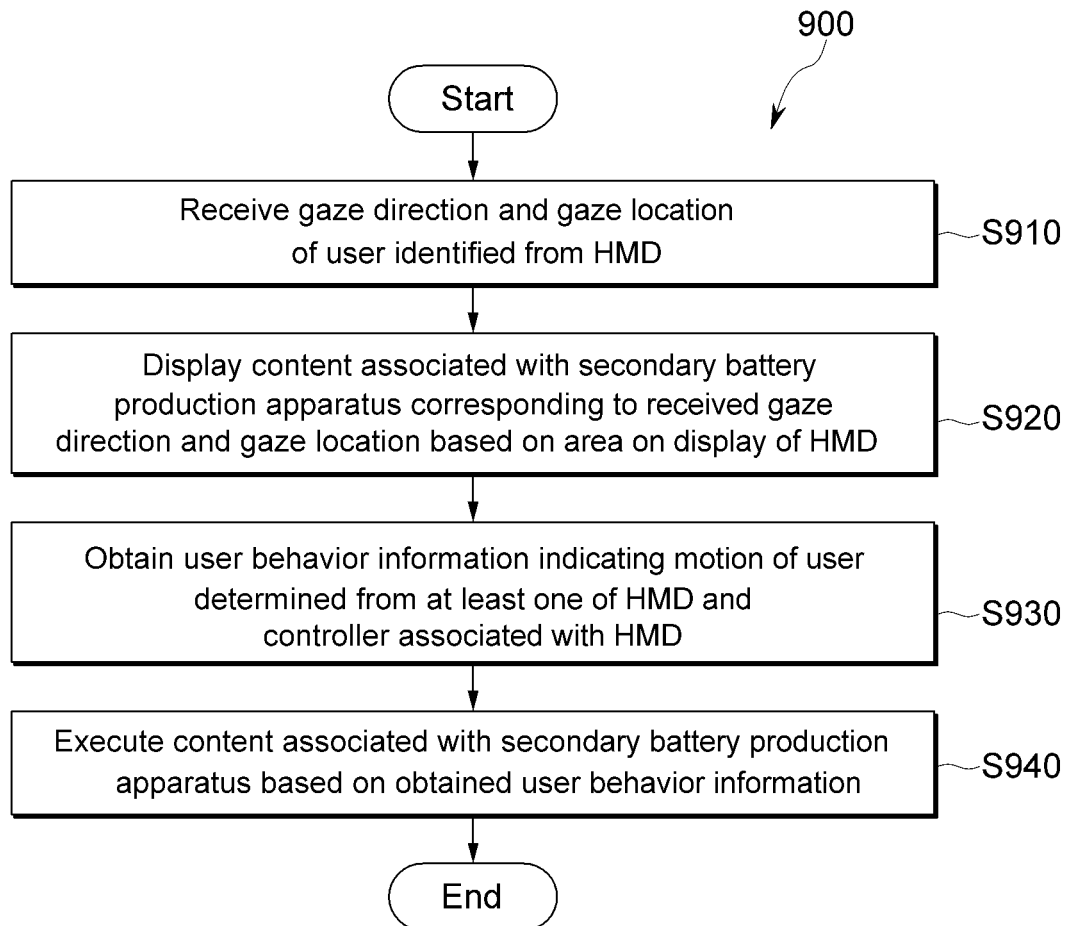 900
Start
Receive gaze direction and gaze location
of user identified from HMD
S910
Display content associated with secondary battery
production apparatus corresponding to received gaze
direction and gaze location based on area on display of HMD
S920
Obtain user behavior information indicating motion of user
determined from at least one of HMD and
controller associated with HMD
S930
Execute content associated with secondary battery production
apparatus based on obtained user behavior information
S940
End